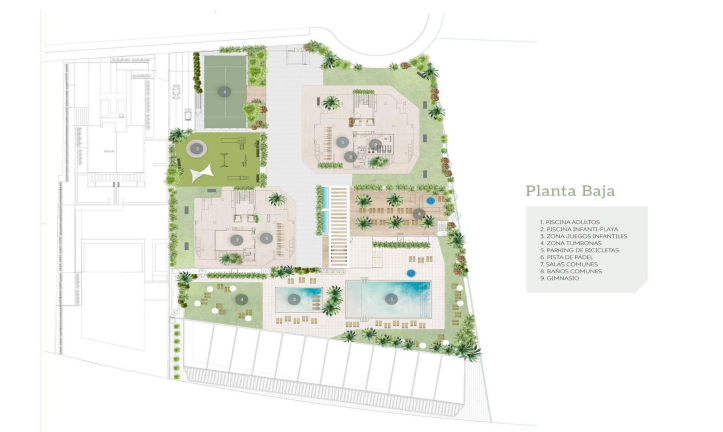 Planta Baja
1. PISCINA ADULTOS
2. PISCINA INFANTI-PLAYA
3. ZONA JUEGOS INFANTILES
4. ZONA TUMBONAS
5. PARKING DE BICICLETAS
6. PISTA DE PADEL
7. SALAS COMUNES
8. BAÑOS COMUNES
9. GIMNASIO